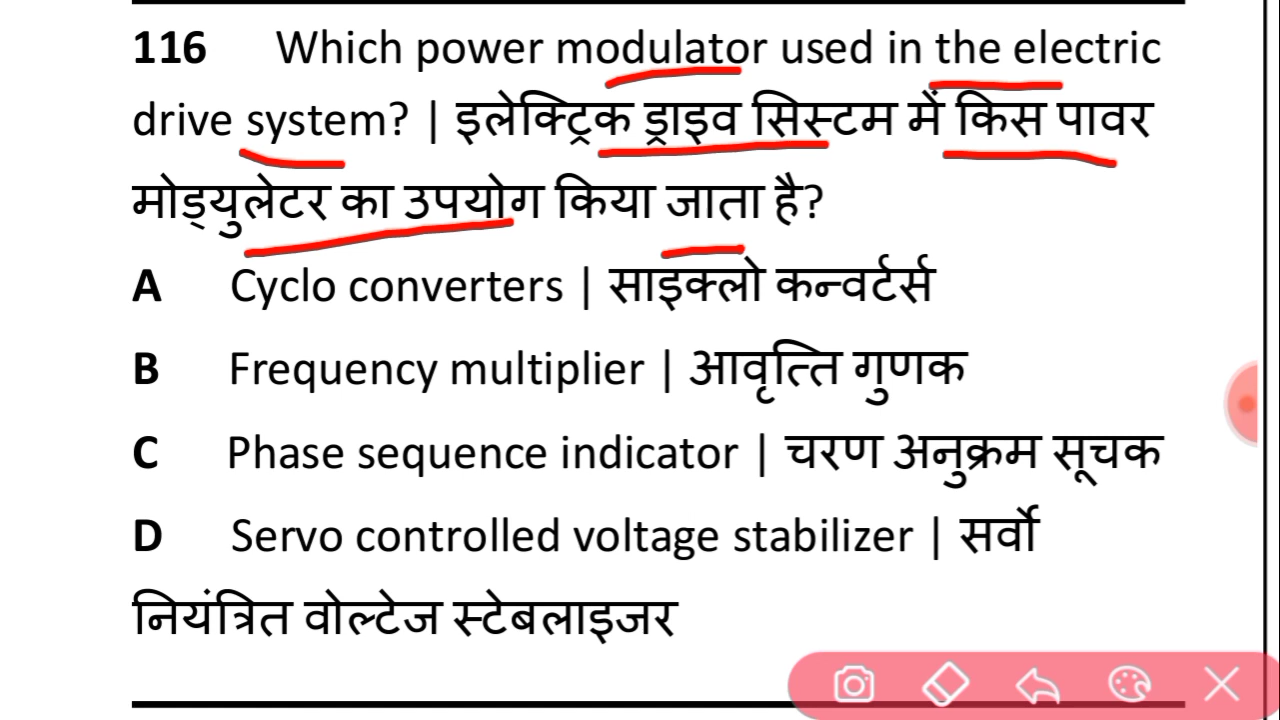 116 Which power modulator used in the electric
drive system? | इलेक्ट्रिक ड्राइव सिस्टम में किस पावर
मोड्युलेटर का उपयोग किया जाता है?
A Cyclo converters | साइक्लो कन्वर्टर्स
B Frequency multiplier | आवृत्ति गुणक
C Phase sequence indicator | चरण अनुक्रम सूचक
D Servo controlled voltage stabilizer | सर्वो
नियंत्रित वोल्टेज स्टेबलाइजर